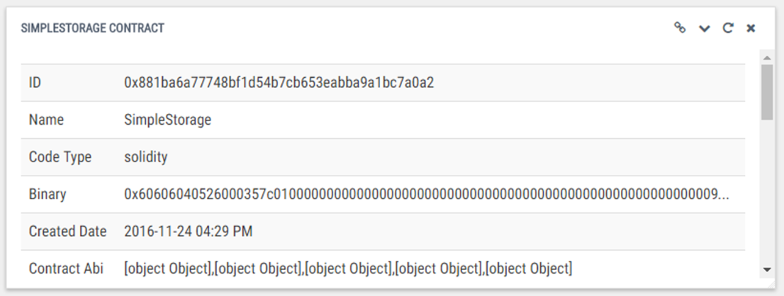 SIMPLESTORAGE CONTRACT
ID 0x881ba6a77748bf1d54b7cb653eabba9a1bc7a0a2
Name SimpleStorage
Code Type solidity
Binary 0x60606040526000357c01000000000000000000000000000000000000000000000000000000009...
Created Date 2016-11-24 04:29 PM
Contract Abi [object Object],[object Object],[object Object],[object Object],[object Object]